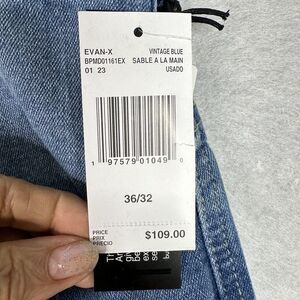 EVAN-X VINTAGE BLUE
BPMD01161EX SABLE A LA MAIN
01 23 USADO
1 97579 01049 0
36/32
PRICE
PRIX
PRECIO
$109.00